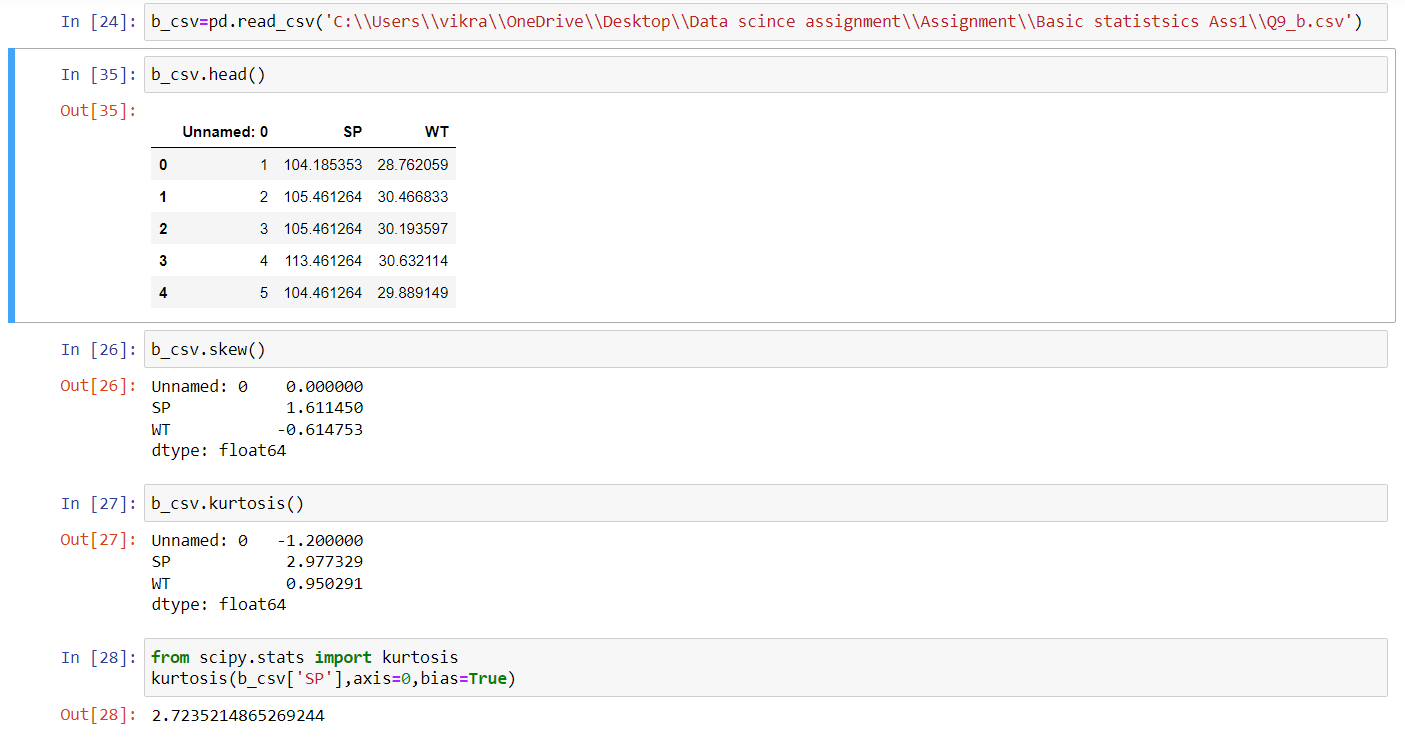 In [24]: b_csv=pd.read_csv('C:\\Users\\vikra\\OneDrive\\Desktop\\Data scince assignment\\Assignment\\Basic statistsics Ass1\\Q9_b.csv')
In [35]: b_csv.head()
Out[35]:
Unnamed: 0 SP WT
0 1 104.185353 28.762059
1 2 105.461264 30.466833
2 3 105.461264 30.193597
3 4 113.461264 30.632114
4 5 104.461264 29.889149
In [26]: b_csv.skew()
Out[26]: Unnamed: 0 0.000000
SP 1.611450
WT -0.614753
dtype: float64
In [27]: b_csv.kurtosis()
Out[27]: Unnamed: 0 -1.200000
SP 2.977329
WT 0.950291
dtype: float64
In [28]: from scipy.stats import kurtosis
kurtosis(b_csv['SP'],axis=0,bias=True)
Out[28]: 2.7235214865269244